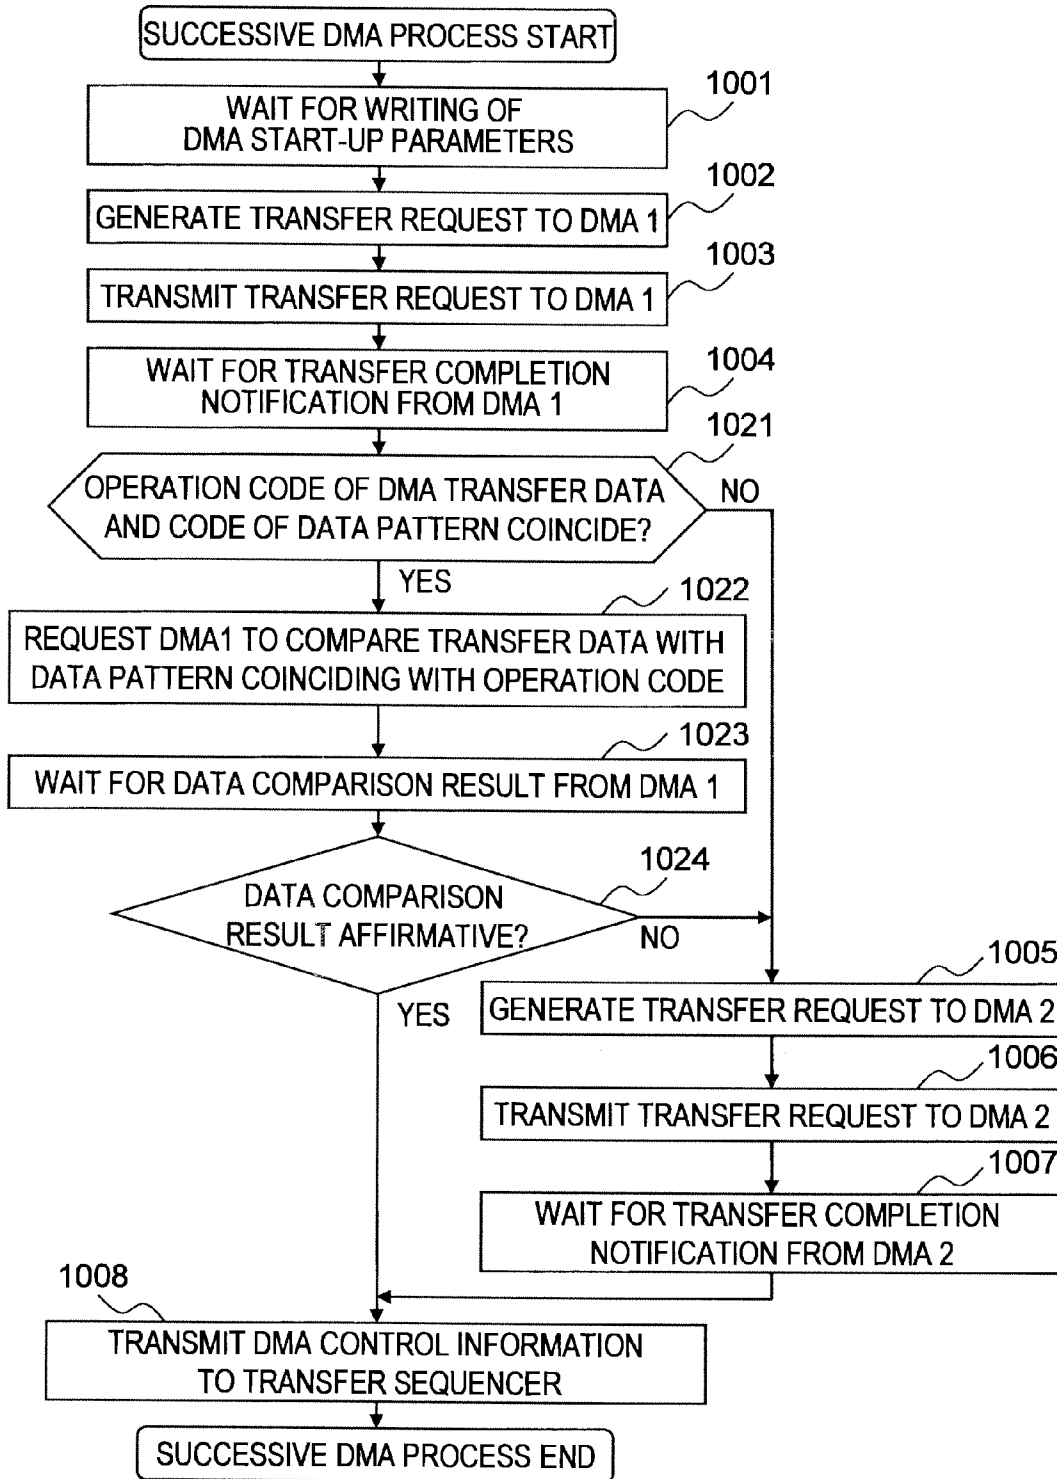 SUCCESSIVE DMA PROCESS START
1001
WAIT FOR WRITING OF
DMA START-UP PARAMETERS
1002
GENERATE TRANSFER REQUEST TO DMA 1
1003
TRANSMIT TRANSFER REQUEST TO DMA 1
1004
WAIT FOR TRANSFER COMPLETION
NOTIFICATION FROM DMA 1
1021
OPERATION CODE OF DMA TRANSFER DATA
AND CODE OF DATA PATTERN COINCIDE?
NO
YES
1022
REQUEST DMA1 TO COMPARE TRANSFER DATA WITH
DATA PATTERN COINCIDING WITH OPERATION CODE
1023
WAIT FOR DATA COMPARISON RESULT FROM DMA 1
1024
DATA COMPARISON
RESULT AFFIRMATIVE?
NO
YES
1005
GENERATE TRANSFER REQUEST TO DMA 2
1006
TRANSMIT TRANSFER REQUEST TO DMA 2
1007
WAIT FOR TRANSFER COMPLETION
NOTIFICATION FROM DMA 2
1008
TRANSMIT DMA CONTROL INFORMATION
TO TRANSFER SEQUENCER
SUCCESSIVE DMA PROCESS END